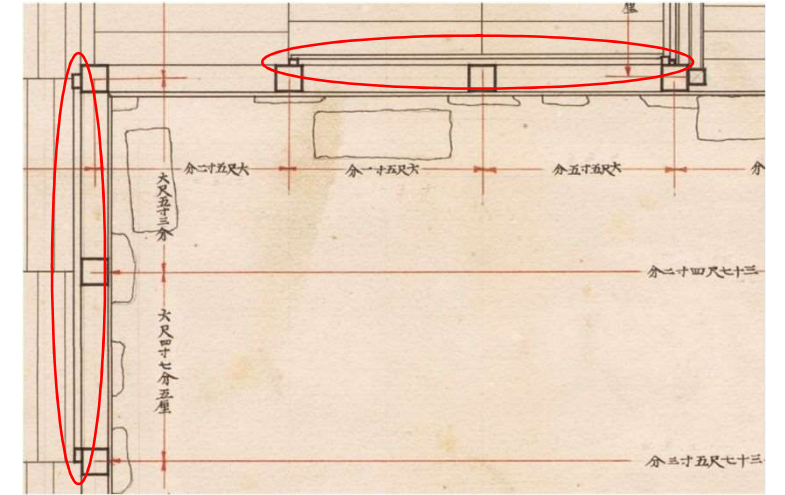 厘
六尺五寸二分
六尺五寸一分
六尺五寸五分
分
六尺五寸三分
三十七尺四寸二分
六尺四寸七分五厘
三十七尺五寸三分